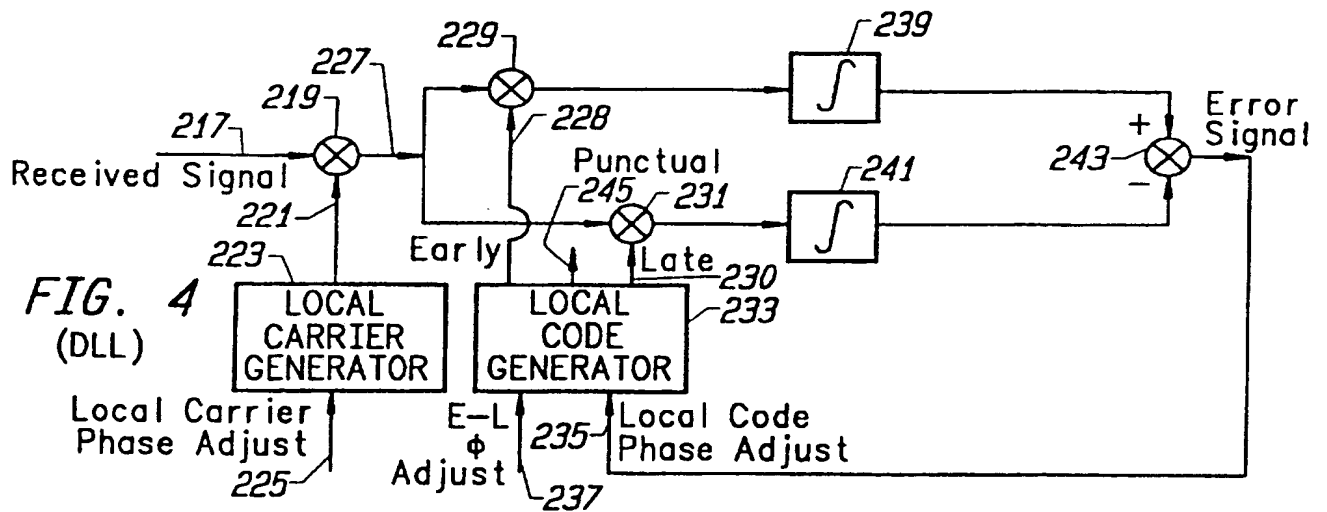 239
229
227
219
Error
Signal
217
228
+
243
Received Signal
Punctual
245
241
231
–
221
Early
Late
230
223
FIG. 4
(DLL)
LOCAL
CARRIER
GENERATOR
LOCAL
CODE
GENERATOR
233
Local Carrier
Phase Adjust
225
E–L
ϕ
Adjust
237
235
Local Code
Phase Adjust
∫
∫